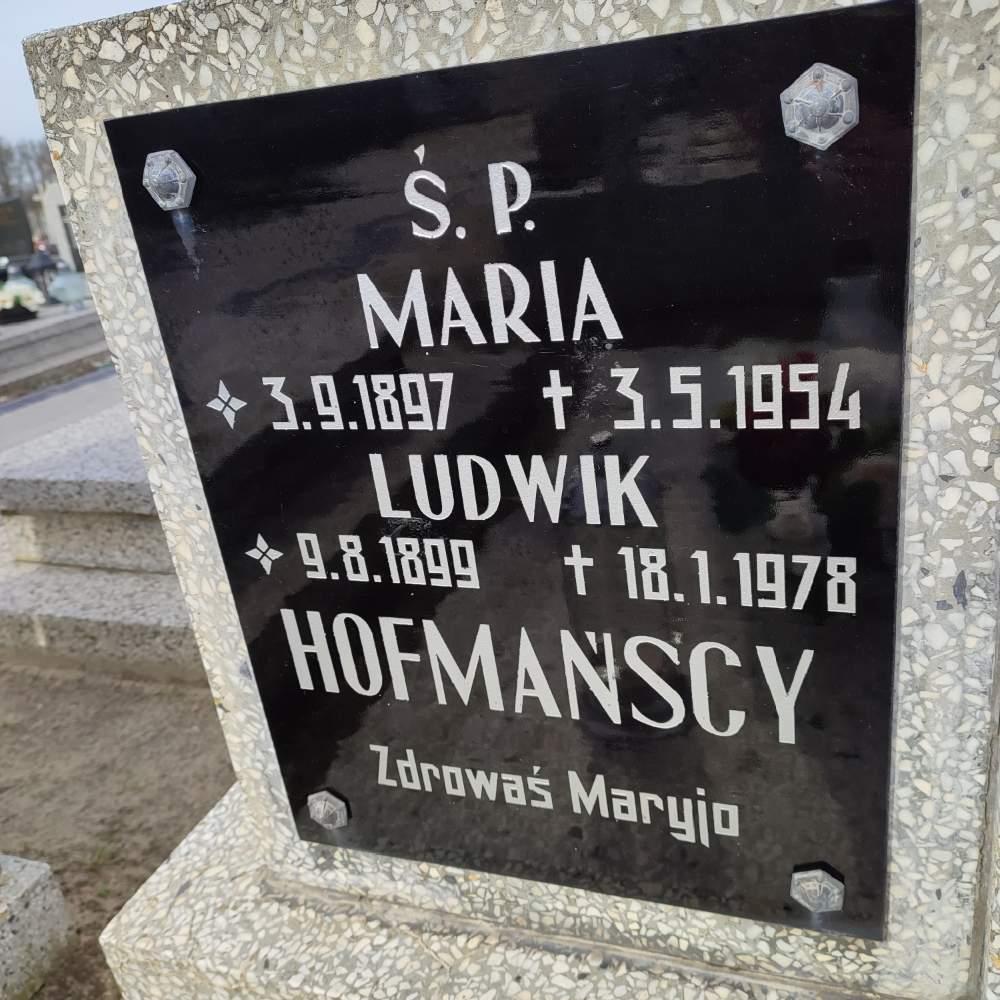 Ś. P.
MARIA
3.9.1897 † 3.5.1954
LUDWIK
9.8.1899 † 18.1.1978
HOFMAŃSCY
Zdrowaś Maryjo